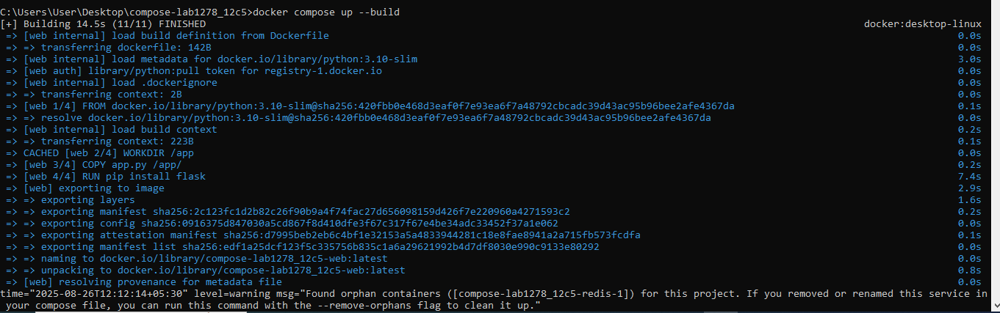 C:\Users\User\Desktop\compose-lab1278_12c5>docker compose up --build
[+] Building 14.5s (11/11) FINISHED docker:desktop-linux
=> [web internal] load build definition from Dockerfile 0.0s
=> => transferring dockerfile: 142B 0.0s
=> [web internal] load metadata for docker.io/library/python:3.10-slim 3.0s
=> [web auth] library/python:pull token for registry-1.docker.io 0.0s
=> [web internal] load .dockerignore 0.0s
=> => transferring context: 2B 0.0s
=> [web 1/4] FROM docker.io/library/python:3.10-slim@sha256:420fbb0e468d3eaf0f7e93ea6f7a48792cbcadc39d43ac95b96bee2afe4367da 0.1s
=> => resolve docker.io/library/python:3.10-slim@sha256:420fbb0e468d3eaf0f7e93ea6f7a48792cbcadc39d43ac95b96bee2afe4367da 0.0s
=> [web internal] load build context 0.2s
=> => transferring context: 223B 0.1s
=> CACHED [web 2/4] WORKDIR /app 0.0s
=> [web 3/4] COPY app.py /app/ 0.2s
=> [web 4/4] RUN pip install flask 7.4s
=> [web] exporting to image 2.9s
=> => exporting layers 1.6s
=> => exporting manifest sha256:2c123fc1d2b82c26f90b9a4f74fac27d656098159d426f7e220960a4271593c2 0.2s
=> => exporting config sha256:0916375d847030a5cd867f8d410dfe3f67c317f67e4be34adc33452f37a1e062 0.0s
=> => exporting attestation manifest sha256:d7995beb2eb6c4bf1e32153a5a4833944281c18e8fae8941a2a715fb573fcdfa 0.1s
=> => exporting manifest list sha256:edf1a25dcf123f5c335756b835c1a6a29621992b4d7df8030e990c9133e80292 0.0s
=> => naming to docker.io/library/compose-lab1278_12c5-web:latest 0.0s
=> => unpacking to docker.io/library/compose-lab1278_12c5-web:latest 0.8s
=> [web] resolving provenance for metadata file 0.0s
time="2025-08-26T12:12:14+05:30" level=warning msg="Found orphan containers ([compose-lab1278_12c5-redis-1]) for this project. If you removed or renamed this service in
your compose file, you can run this command with the --remove-orphans flag to clean it up."